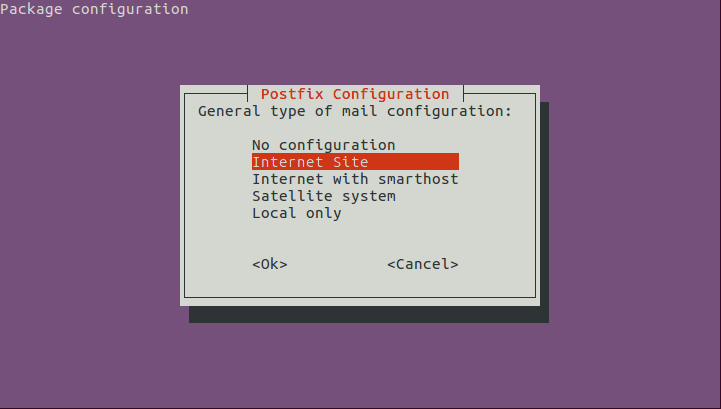 Package configuration
Postfix Configuration
General type of mail configuration:
No configuration
Internet Site
Internet with smarthost
Satellite system
Local only
<Ok> <Cancel>